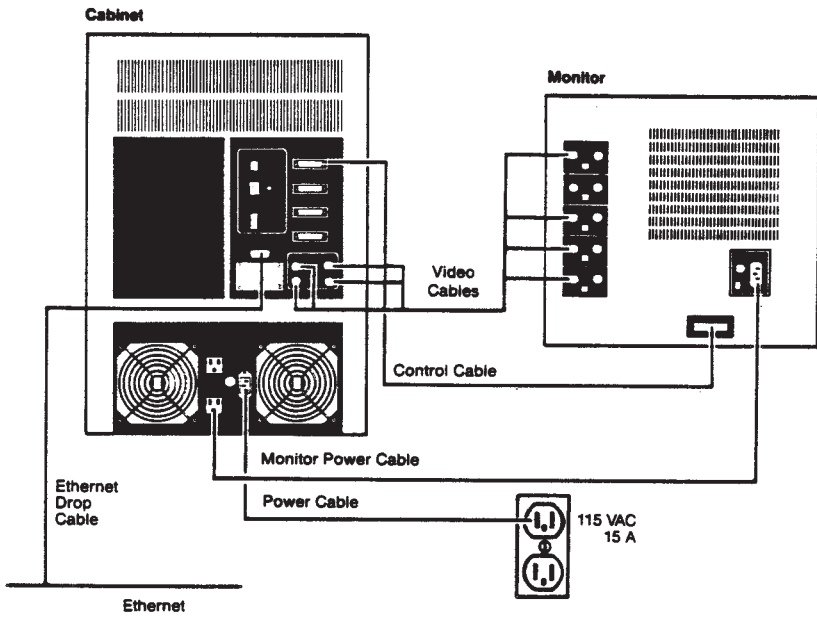 Cabinet
Monitor
Video
Cables
Control Cable
Monitor Power Cable
Ethernet
Drop
Cable
Power Cable
115 VAC
15 A
Ethernet